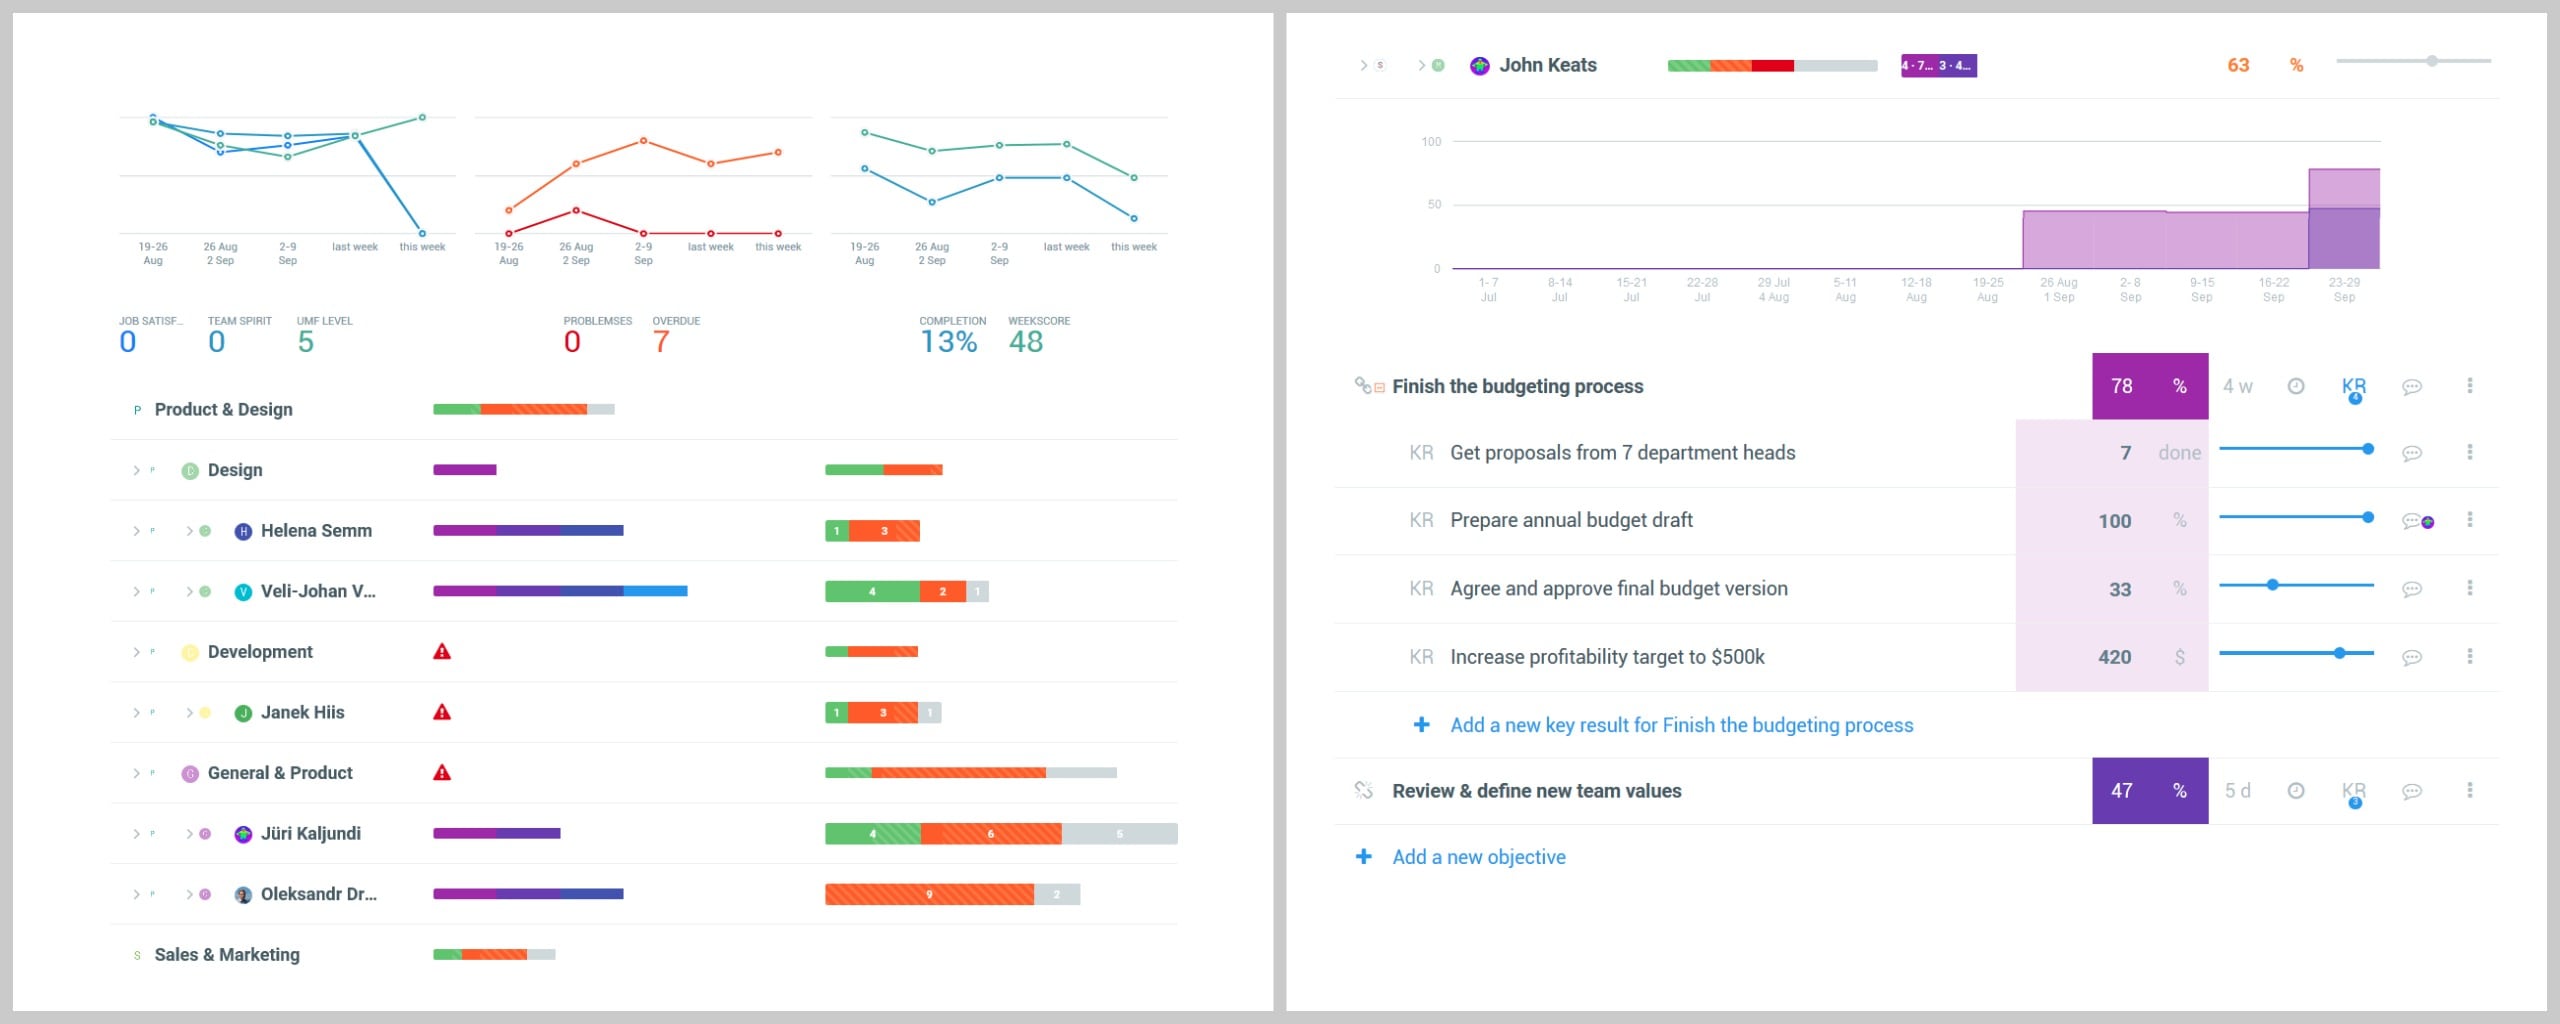 19-26 Aug
26 Aug 2 Sep
2-9 Sep
last week
this week
19-26 Aug
26 Aug 2 Sep
2-9 Sep
last week
this week
19-26 Aug
26 Aug 2 Sep
2-9 Sep
last week
this week
JOB SATISF... TEAM SPIRIT UMF LEVEL
0 0 5
PROBLEMSES OVERDUE
0 7
COMPLETION WEEKSCORE
13% 48
P Product & Design
P D Design
P H Helena Semm 1 3
P V Veli-Johan V... 4 2 1
P Development
P J Janek Hiis 1 3 1
P G General & Product
P G Jüri Kaljundi 4 6 5
P G Oleksandr Dr... 9 2
S Sales & Marketing
S John Keats 4 · 7... 3 · 4... 63 %
100
50
0
1- 7 Jul
8-14 Jul
15-21 Jul
22-28 Jul
29 Jul 4 Aug
5-11 Aug
12-18 Aug
19-25 Aug
26 Aug 1 Sep
2- 8 Sep
9-15 Sep
16-22 Sep
23-29 Sep
Finish the budgeting process 78 % 4 w KR 4
KR Get proposals from 7 department heads 7 done
KR Prepare annual budget draft 100 %
KR Agree and approve final budget version 33 %
KR Increase profitability target to $500k 420 $
+ Add a new key result for Finish the budgeting process
Review & define new team values 47 % 5 d KR 3
+ Add a new objective